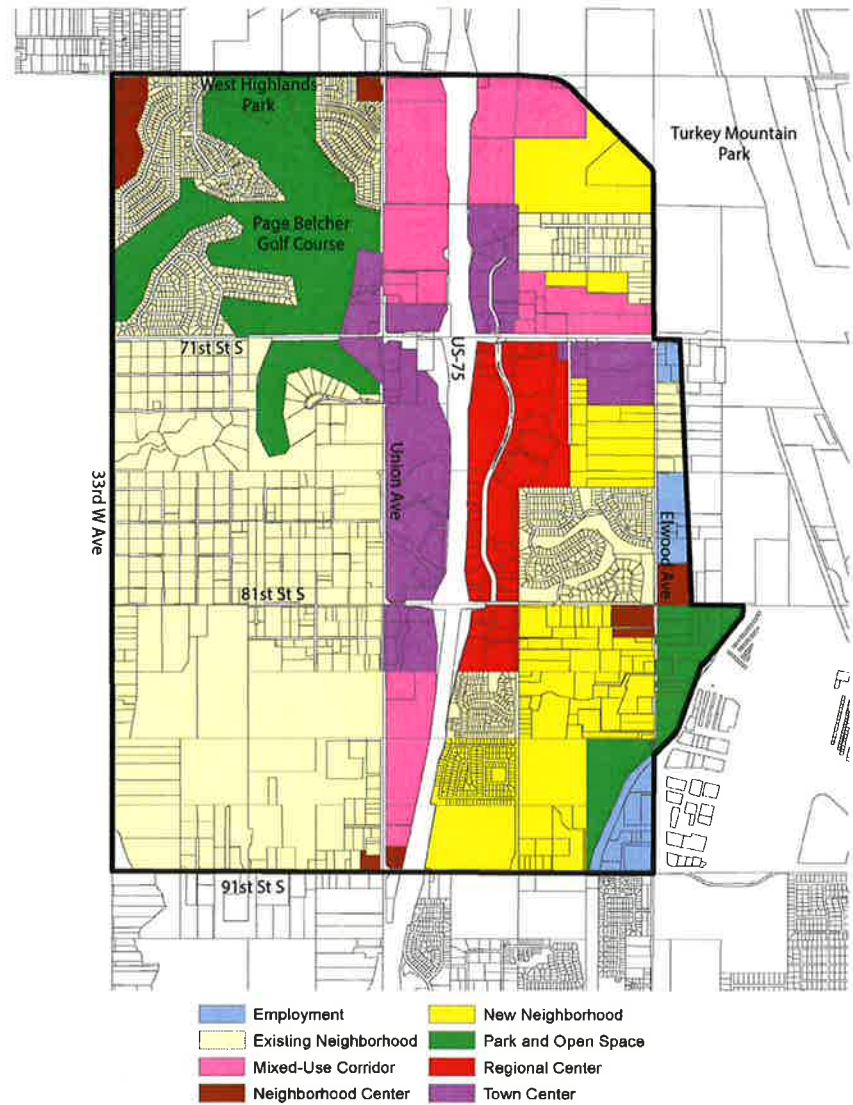 West Highlands
Park
Turkey Mountain
Park
Page Belcher
Golf Course
71st St S
US-75
Union Ave
33rd W Ave
Elwood Ave
81st St S
91st St S
Employment
New Neighborhood
Existing Neighborhood
Park and Open Space
Mixed-Use Corridor
Regional Center
Neighborhood Center
Town Center